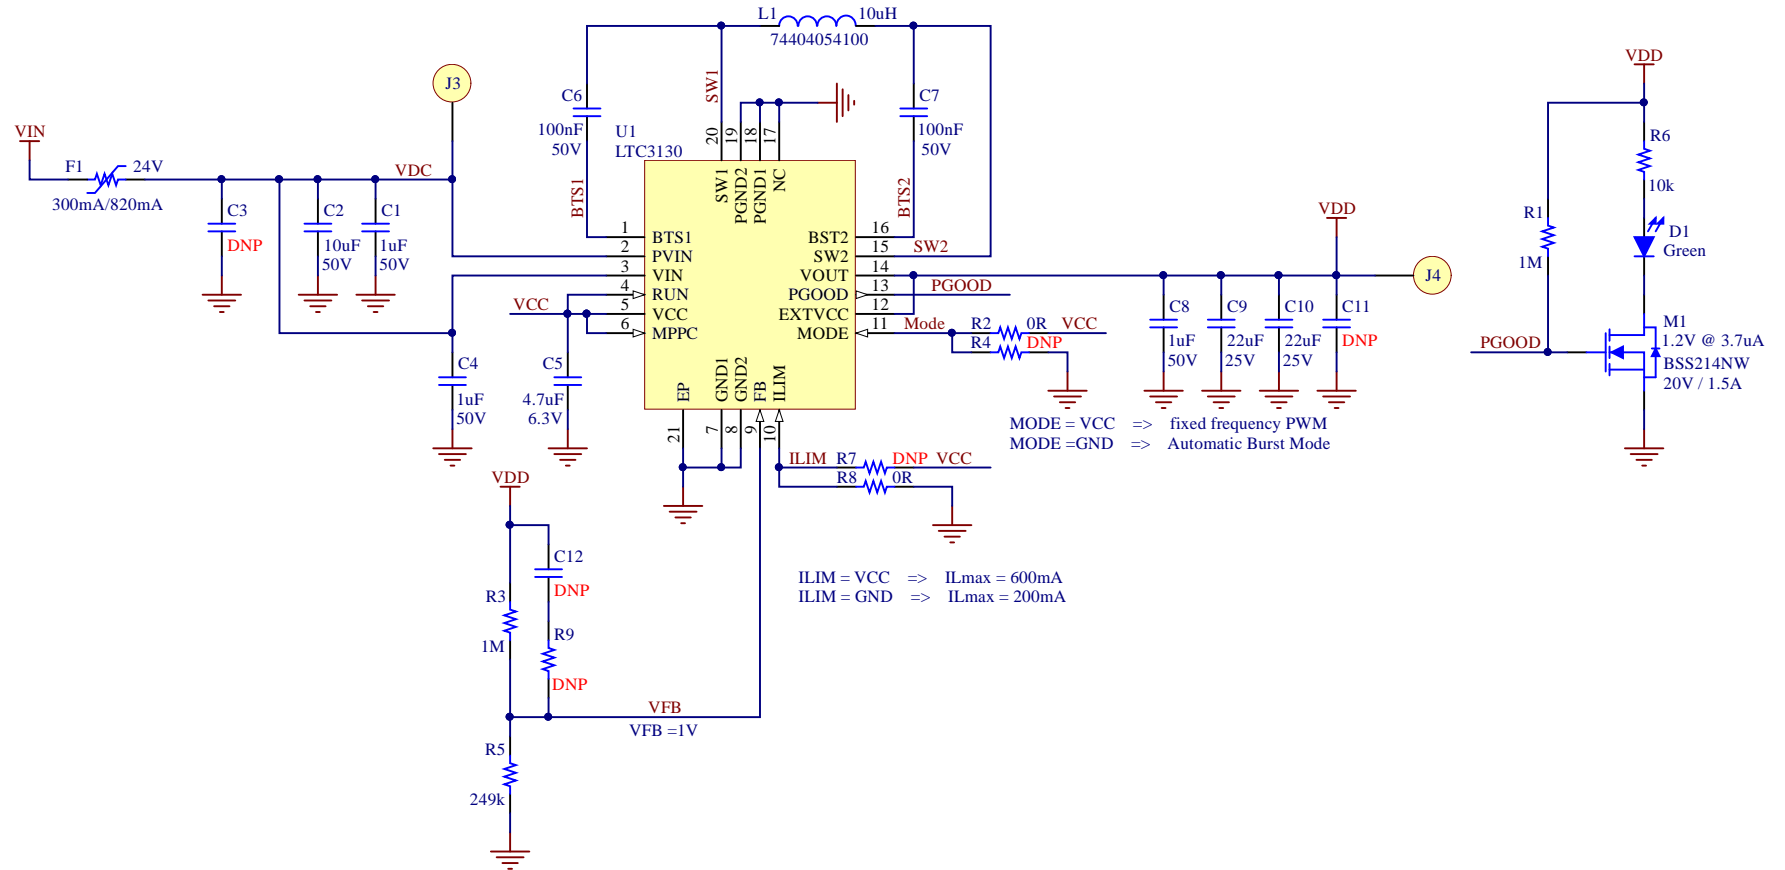 L1 10uH
74404054100
J3
SW1
C6
100nF
50V
C7
100nF
50V
U1
LTC3130
20
19
18
17
SW1
PGND2
PGND1
NC
VIN
F1 24V
300mA/820mA
VDC
C3
DNP
C2
10uF
50V
C1
1uF
50V
BTS1
BTS2
1
2
3
4
5
6
BTS1
PVIN
VIN
RUN
VCC
MPPC
16
15
14
13
12
11
BST2
SW2
VOUT
PGOOD
EXTVCC
MODE
SW2
PGOOD
Mode
VCC
R2 0R VCC
R4 DNP
VDD
J4
C8
1uF
50V
C9
22uF
25V
C10
22uF
25V
C11
DNP
MODE = VCC => fixed frequency PWM
MODE =GND => Automatic Burst Mode
VDD
R6
10k
R1
1M
D1
Green
PGOOD
M1
1.2V @ 3.7uA
BSS214NW
20V / 1.5A
C4
1uF
50V
C5
4.7uF
6.3V
EP
GND1
GND2
FB
ILIM
21
7
8
9
10
ILIM R7 DNP VCC
R8 0R
ILIM = VCC => ILmax = 600mA
ILIM = GND => ILmax = 200mA
VDD
C12
DNP
R3
1M
R9
DNP
VFB
VFB =1V
R5
249k